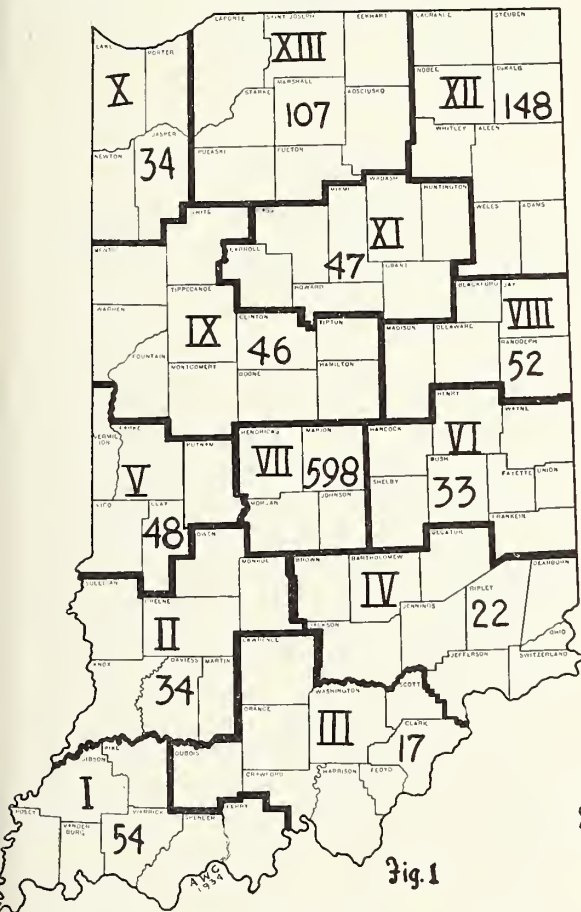 LAPORTE SAINT JOSEPH ELKHART LAGRANGE STEUBEN
LAKE PORTER XIII
X NOBLE DEKALB
XII 148
STARKE MARSHALL KOSCIUSKO
107
JASPER WHITLEY ALLEN
NEWTON 34
PULASKI FULTON
MIAMI WABASH HUNTINGTON
WHITE CASS XI WELLS ADAMS
CARROLL 47
BENTON GRANT
HOWARD
BLACKFORD JAY
TIPPECANOE CLINTON TIPTON MADISON DELAWARE VIII
WARREN IX 46 RANDOLPH
52
FOUNTAIN MONTGOMERY BOONE HAMILTON
HENRY
PARKE PUTNAM HENDRICKS MARION HANCOCK VI WAYNE
VERMILION
V VII 598 RUSH FAYETTE UNION
VIGO CLAY SHELBY 33
48 MORGAN JOHNSON FRANKLIN
OWEN DECATUR
SULLIVAN MONROE BROWN BARTHOLOMEW DEARBORN
GREENE IV RIPLEY
II JENNINGS 22
JACKSON OHIO
KNOX DAVIESS MARTIN LAWRENCE JEFFERSON SWITZERLAND
34 WASHINGTON SCOTT
ORANGE III CLARK
PIKE DUBOIS 17
GIBSON CRAWFORD HARRISON FLOYD
I
POSEY WARRICK PERRY
VANDERBURG 54 SPENCER
AWC
1934
Fig. 1